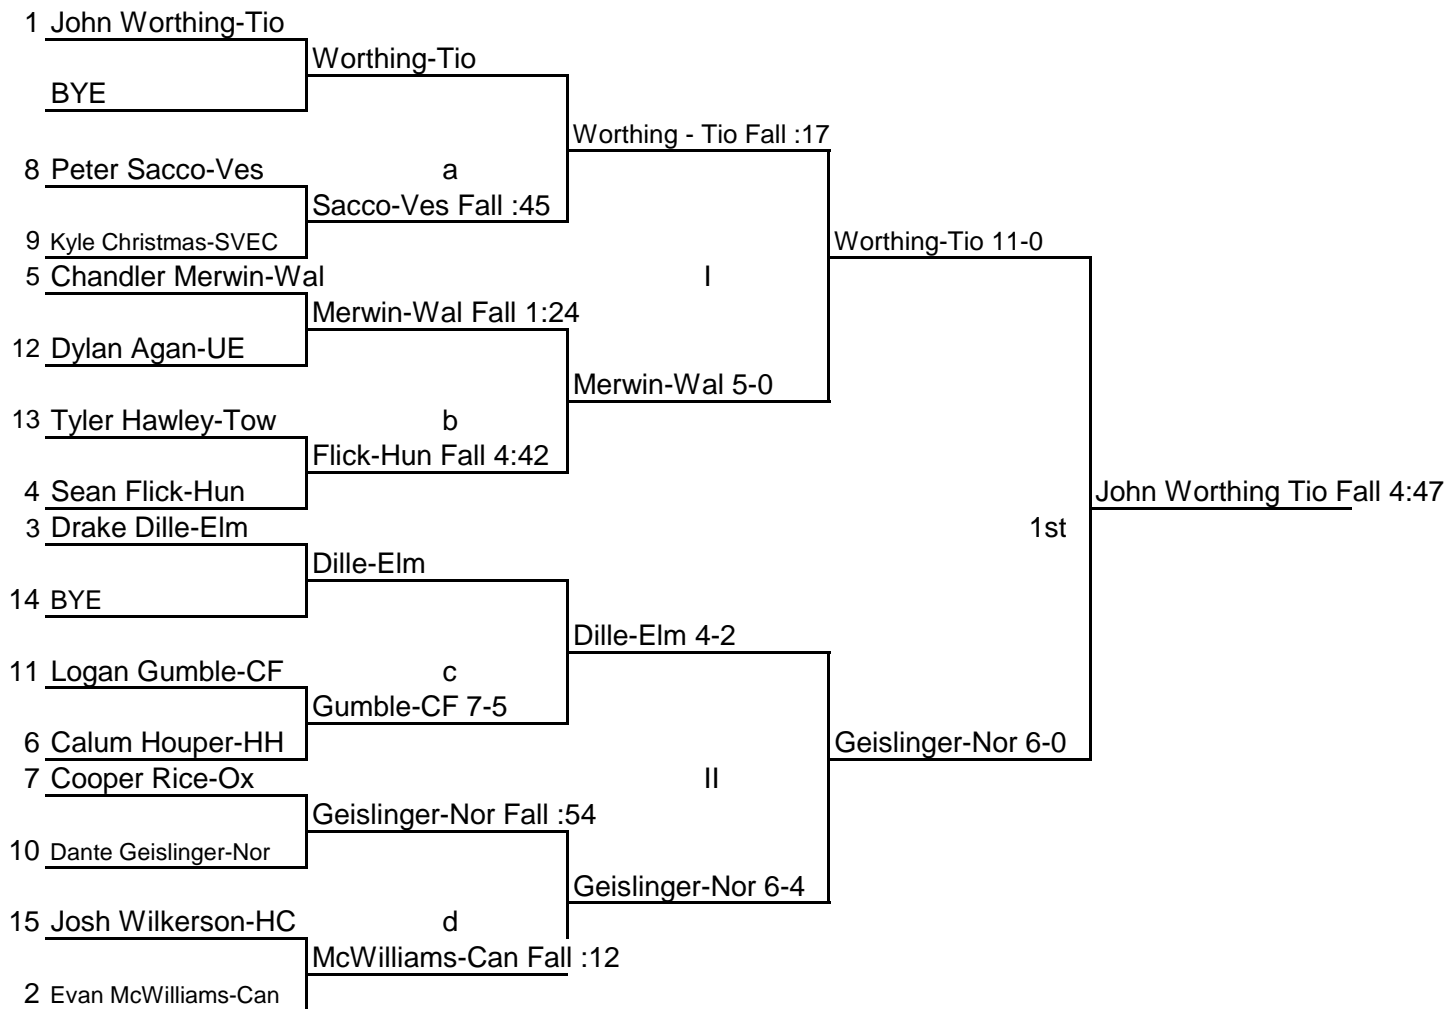 1 John Worthing-Tio
Worthing-Tio
BYE
Worthing - Tio Fall :17
8 Peter Sacco-Ves
a
Sacco-Ves Fall :45
9 Kyle Christmas-SVEC
Worthing-Tio 11-0
5 Chandler Merwin-Wal
I
Merwin-Wal Fall 1:24
12 Dylan Agan-UE
Merwin-Wal 5-0
13 Tyler Hawley-Tow
b
Flick-Hun Fall 4:42
4 Sean Flick-Hun
John Worthing Tio Fall 4:47
3 Drake Dille-Elm
1st
Dille-Elm
14 BYE
Dille-Elm 4-2
11 Logan Gumble-CF
c
Gumble-CF 7-5
6 Calum Houper-HH
Geislinger-Nor 6-0
7 Cooper Rice-Ox
II
Geislinger-Nor Fall :54
10 Dante Geislinger-Nor
Geislinger-Nor 6-4
15 Josh Wilkerson-HC
d
McWilliams-Can Fall :12
2 Evan McWilliams-Can